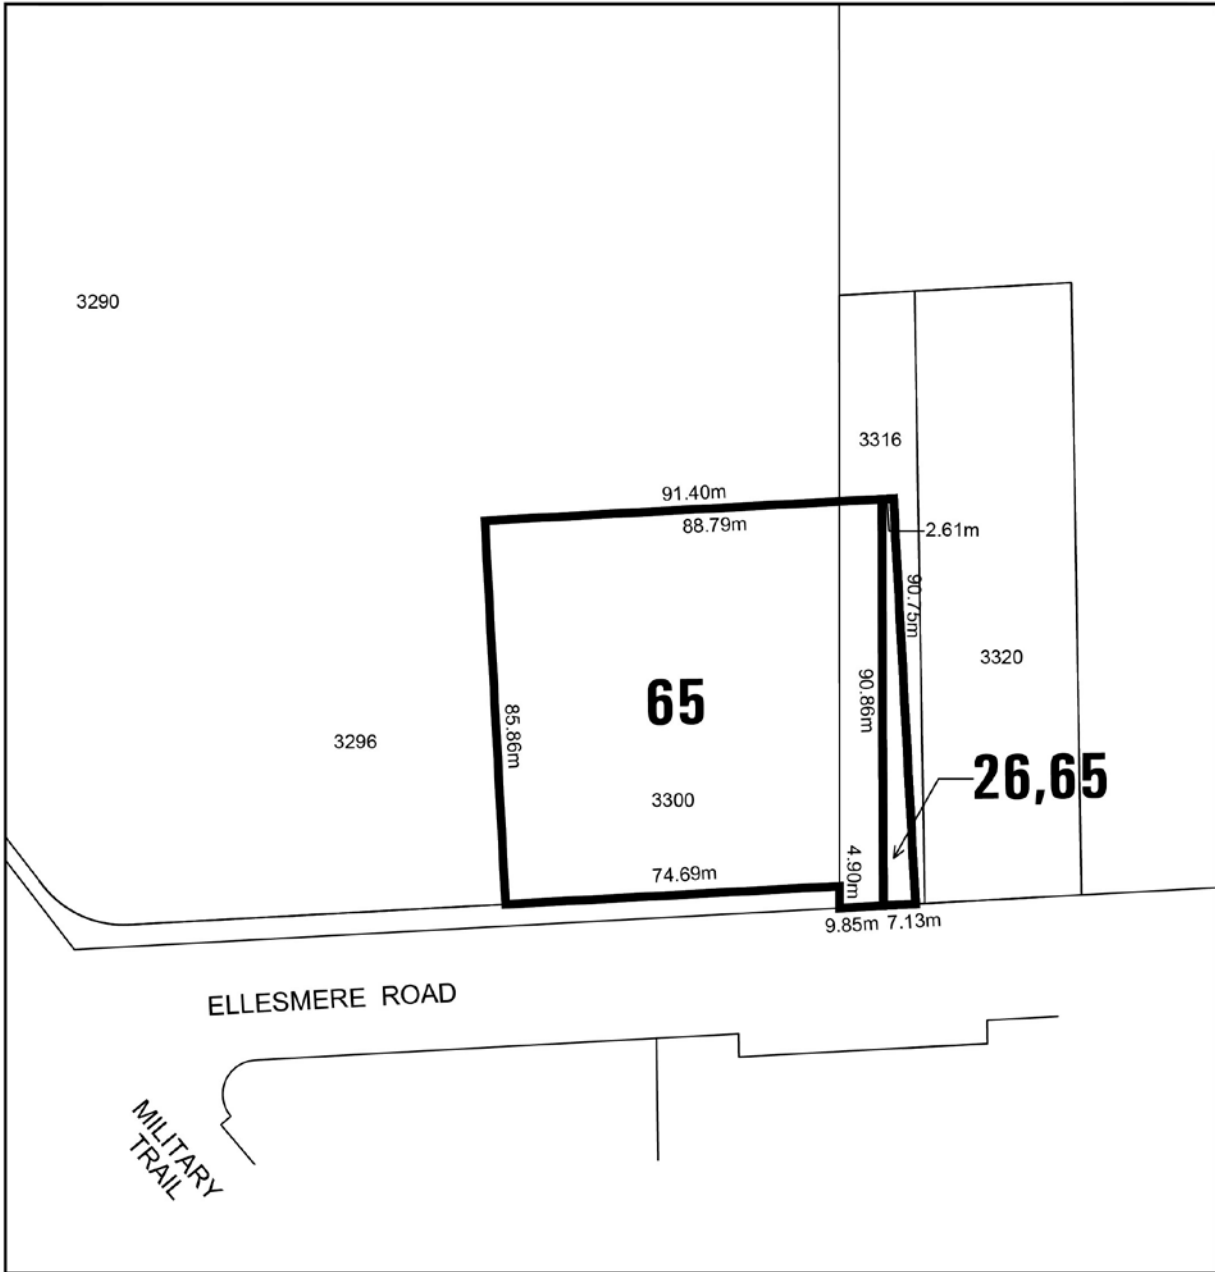 3290
3316
91.40m
88.79m
2.61m
90.75m
3320
65
90.86m
85.86m
3296
26,65
3300
4.90m
74.69m
9.85m
7.13m
ELLESMERE ROAD
MILITARY
TRAIL